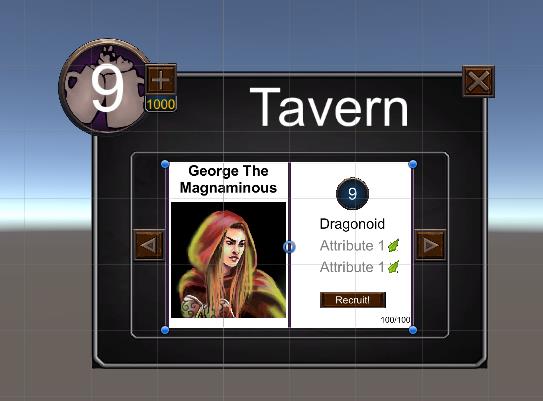 9
1000
Tavern
George The
Magnaminous
9
Dragonoid
Attribute 1
Attribute 1
Recruit!
100/100